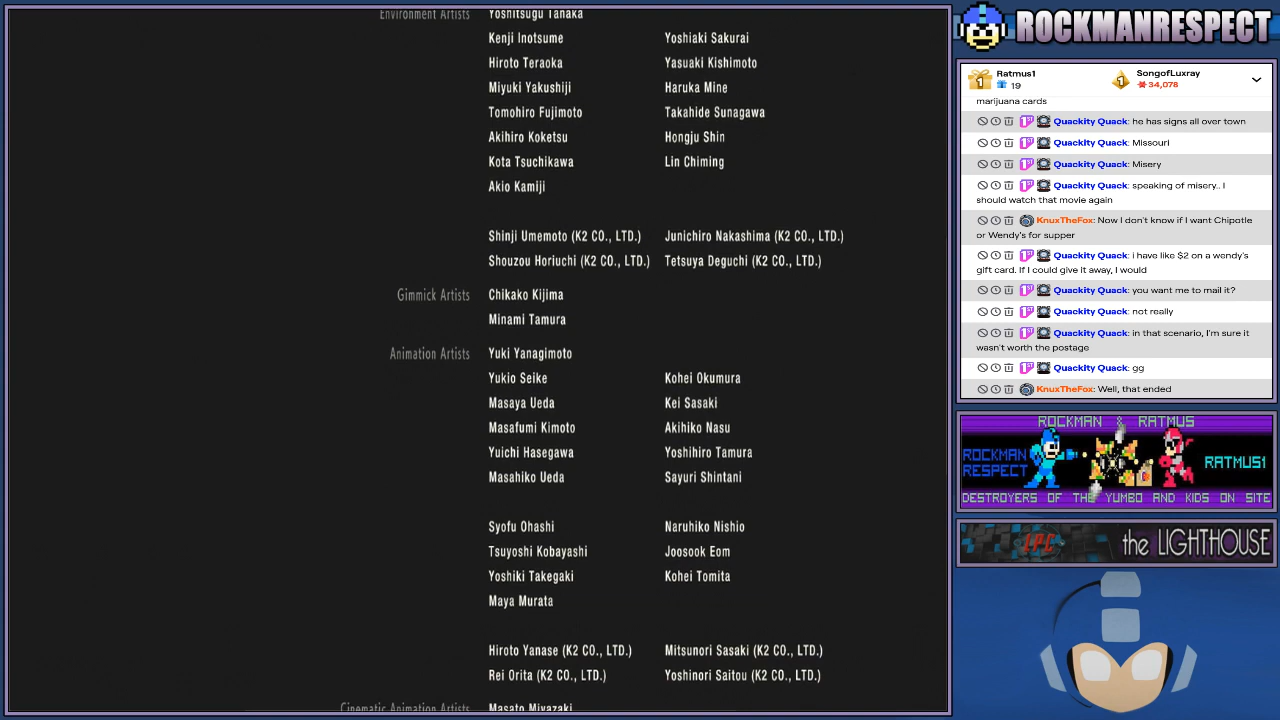 Environment Artists Yoshitsugu Tanaka
Kenji Inotsume Yoshiaki Sakurai
Hiroto Teraoka Yasuaki Kishimoto
Miyuki Yakushiji Haruka Mine
Tomohiro Fujimoto Takahide Sunagawa
Akihiro Koketsu Hongju Shin
Kota Tsuchikawa Lin Chiming
Akio Kamiji
Shinji Umemoto (K2 CO., LTD.) Junichiro Nakashima (K2 CO., LTD.)
Shouzou Horiuchi (K2 CO., LTD.) Tetsuya Deguchi (K2 CO., LTD.)
Gimmick Artists Chikako Kijima
Minami Tamura
Animation Artists Yuki Yanagimoto
Yukio Seike Kohei Okumura
Masaya Ueda Kei Sasaki
Masafumi Kimoto Akihiko Nasu
Yuichi Hasegawa Yoshihiro Tamura
Masahiko Ueda Sayuri Shintani
Syofu Ohashi Naruhiko Nishio
Tsuyoshi Kobayashi Joosook Eom
Yoshiki Takegaki Kohei Tomita
Maya Murata
Hiroto Yanase (K2 CO., LTD.) Mitsunori Sasaki (K2 CO., LTD.)
Rei Orita (K2 CO., LTD.) Yoshinori Saitou (K2 CO., LTD.)
Cinematic Animation Artists Masato Miyazaki
ROCKMANRESPECT
1 Ratmus1 19
1 SongofLuxray 34,078
marijuana cards
Quackity Quack: he has signs all over town
Quackity Quack: Missouri
Quackity Quack: Misery
Quackity Quack: speaking of misery.. I
should watch that movie again
KnuxTheFox: Now I don't know if I want Chipotle
or Wendy's for supper
Quackity Quack: i have like $2 on a wendy's
gift card. If I could give it away, I would
Quackity Quack: you want me to mail it?
Quackity Quack: not really
Quackity Quack: in that scenario, I'm sure it
wasn't worth the postage
Quackity Quack: gg
KnuxTheFox: Well, that ended
ROCKMAN & RATMUS
ROCKMAN
RESPECT
RATMUS1
DESTROYERS OF THE YUMBO AND KIDS ON SITE
LPC the LIGHTHOUSE